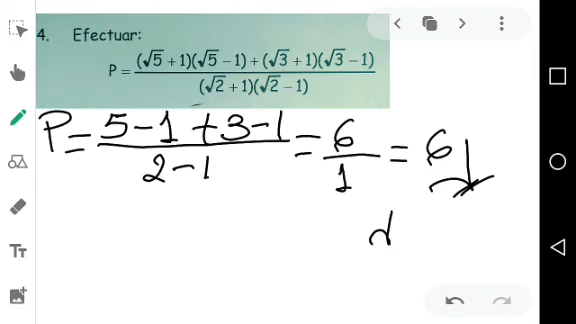 4. Efectuar:
P = (√5 + 1)(√5 − 1) + (√3 + 1)(√3 − 1) / (√2 + 1)(√2 − 1)
P = 5 − 1 + 3 − 1 / 2 − 1 = 6 / 1 = 6
Tт